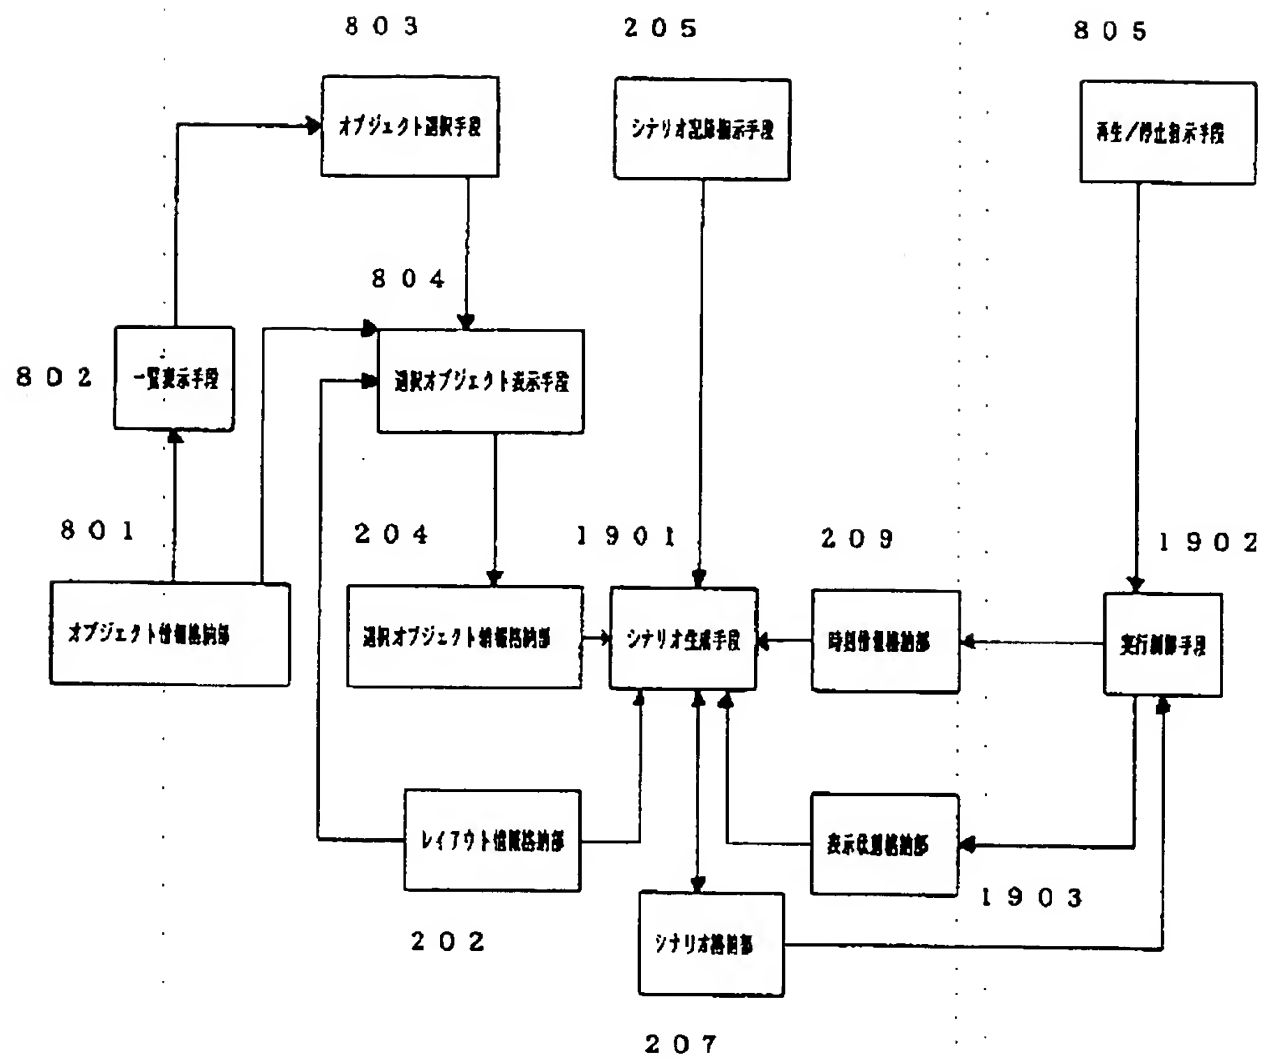 803
205
805
オブジェクト選択手段
シナリオ記録指示手段
再生/停止指示手段
804
802
一覧表示手段
選択オブジェクト表示手段
801
204
1901
209
1902
オブジェクト情報格納部
選択オブジェクト情報格納部
シナリオ生成手段
時刻情報格納部
実行制御手段
レイアウト情報格納部
表示状態格納部
1903
202
シナリオ格納部
207